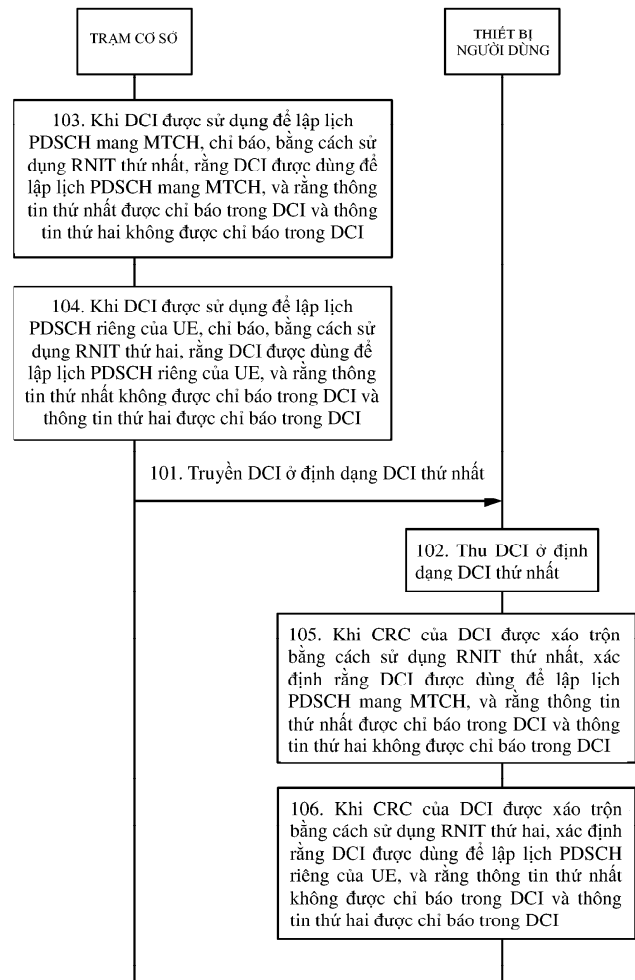 TRẠM CƠ SỞ
THIẾT BỊ
NGƯỜI DÙNG
103. Khi DCI được sử dụng để lập lịch
PDSCH mang MTCH, chỉ báo, bằng cách sử
dụng RNIT thứ nhất, rằng DCI được dùng để
lập lịch PDSCH mang MTCH, và rằng thông
tin thứ nhất được chỉ báo trong DCI và thông
tin thứ hai không được chỉ báo trong DCI
104. Khi DCI được sử dụng để lập lịch
PDSCH riêng của UE, chỉ báo, bằng cách sử
dụng RNIT thứ hai, rằng DCI được dùng để
lập lịch PDSCH riêng của UE, và rằng thông
tin thứ nhất không được chỉ báo trong DCI và
thông tin thứ hai được chỉ báo trong DCI
101. Truyền DCI ở định dạng DCI thứ nhất
102. Thu DCI ở định
dạng DCI thứ nhất
105. Khi CRC của DCI được xáo trộn
bằng cách sử dụng RNIT thứ nhất, xác
định rằng DCI được dùng để lập lịch
PDSCH mang MTCH, và rằng thông tin
thứ nhất được chỉ báo trong DCI và thông
tin thứ hai không được chỉ báo trong DCI
106. Khi CRC của DCI được xáo trộn
bằng cách sử dụng RNIT thứ hai, xác định
rằng DCI được dùng để lập lịch PDSCH
riêng của UE, và rằng thông tin thứ nhất
không được chỉ báo trong DCI và thông
tin thứ hai được chỉ báo trong DCI